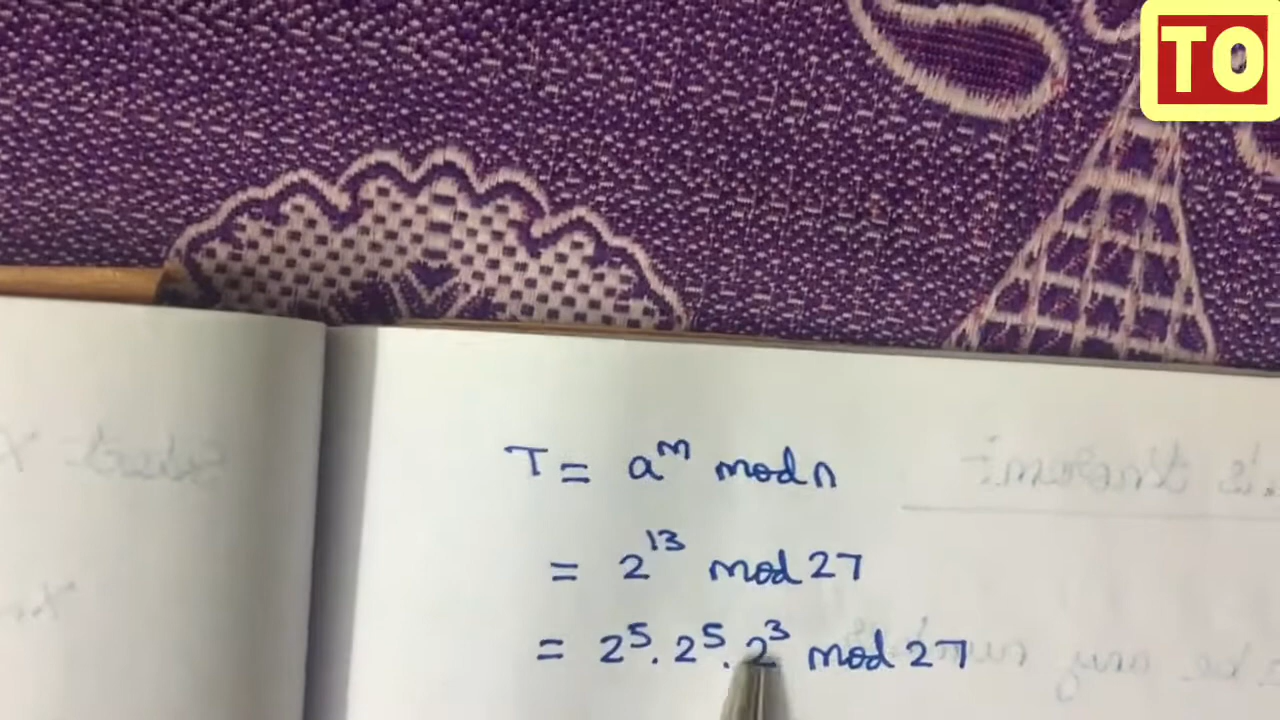 TO
T = a^m mod n
= 2^13 mod 27
= 2^5 . 2^5 . 2^3 mod 27